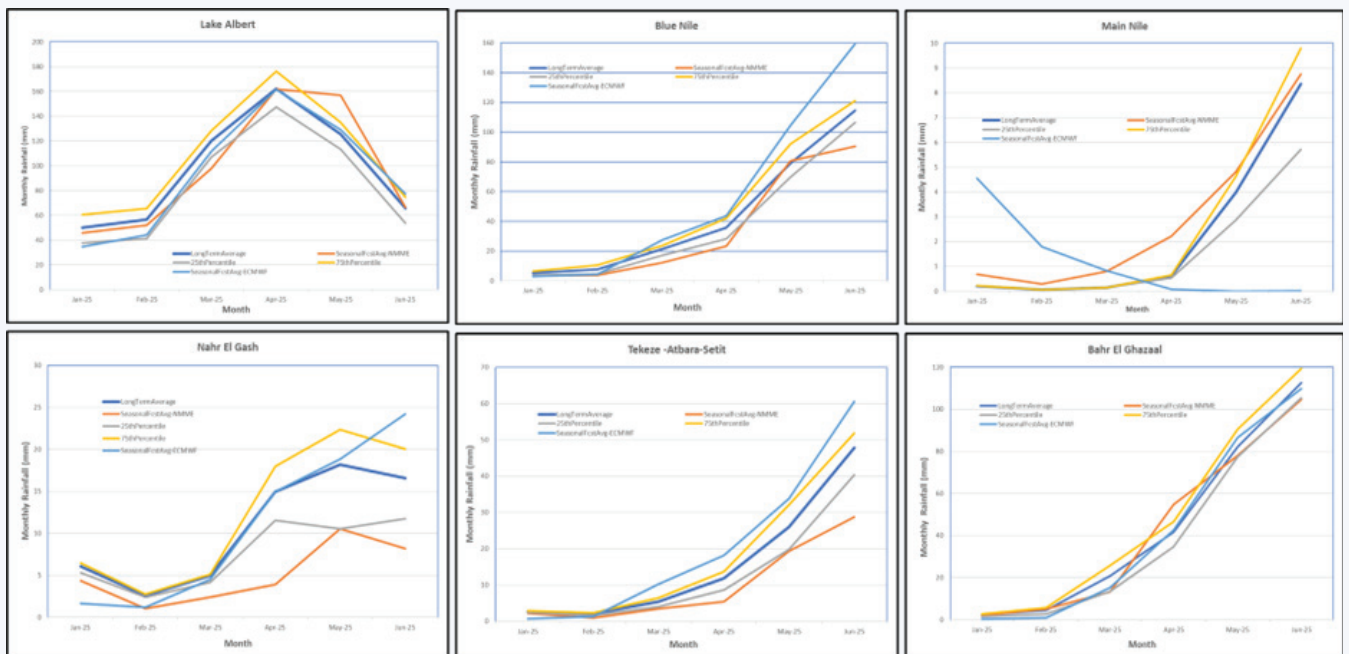 Lake Albert
Monthly Rainfall (mm)
200
180
160
140
120
100
80
60
40
20
0
LongTermAverage
SeasonalFcstAvg-NMME
25thPercentile
75thPercentile
SeasonalFcstAvg-ECMWF
Jan-25 Feb-25 Mar-25 Apr-25 May-25 Jun-25
Month
Blue Nile
Monthly Rainfall (mm)
160
140
120
100
80
60
40
20
0
LongTermAverage
SeasonalFcstAvg-NMME
25thPercentile
75thPercentile
SeasonalFcstAvg-ECMWF
Jan-25 Feb-25 Mar-25 Apr-25 May-25 Jun-25
Month
Main Nile
Montly Rainfall (mm)
10
9
8
7
6
5
4
3
2
1
0
LongTermAverage
SeasonalFcstAvg-NMME
25thPercentile
75thPercentile
SeasonalFcstAvg-ECMWF
Jan-25 Feb-25 Mar-25 Apr-25 May-25 Jun-25
Month
Nahr El Gash
Monthly Rainfall (mm)
30
25
20
15
10
5
0
LongTermAverage
SeasonalFcstAvg-NMME
25thPercentile
75thPercentile
SeasonalFcstAvg-ECMWF
Jan-25 Feb-25 Mar-25 Apr-25 May-25 Jun-25
Month
Tekeze -Atbara-Setit
Monthly Rainfall (mm)
70
60
50
40
30
20
10
0
LongTermAverage
SeasonalFcstAvg-NMME
25thPercentile
75thPercentile
SeasonalFcstAvg-ECMWF
Jan-25 Feb-25 Mar-25 Apr-25 May-25 Jun-25
Month
Bahr El Ghazaal
Monthly Rainfall (mm)
120
100
80
60
40
20
0
LongTermAverage
SeasonalFcstAvg-NMME
25thPercentile
75thPercentile
SeasonalFcstAvg-ECMWF
Jan-25 Feb-25 Mar-25 Apr-25 May-25 Jun-25
Month